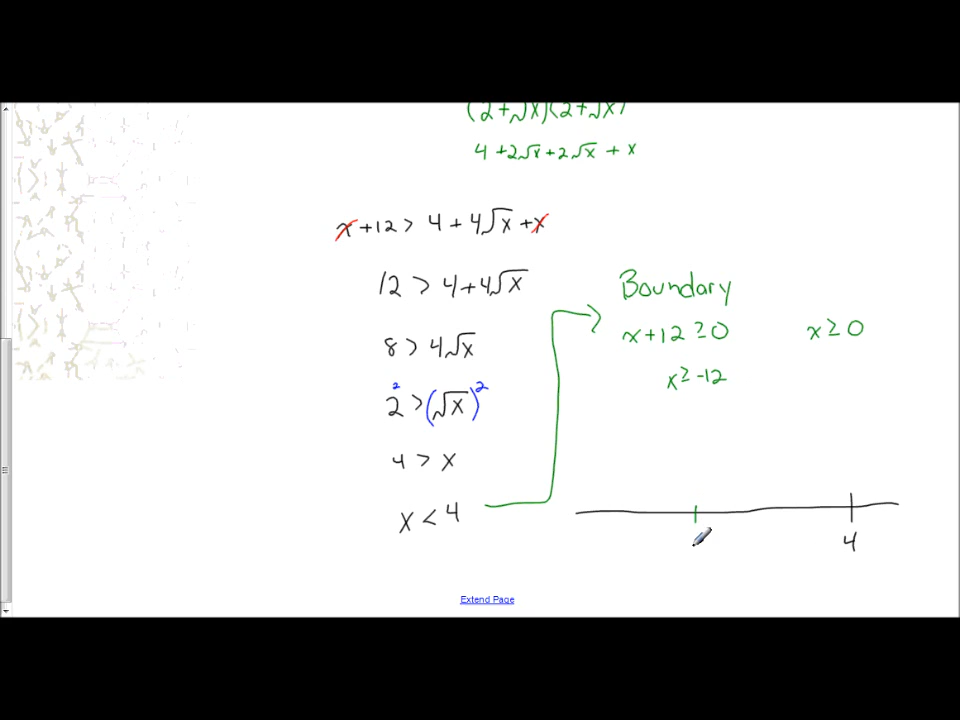 (2+√x)(2+√x)
4+2√x+2√x+x
x+12>4+4√x+x
12>4+4√x
8>4√x
2²>(√x)²
4>x
x<4
Boundary
x+12≥0 x≥0
x≥-12
4
Extend Page